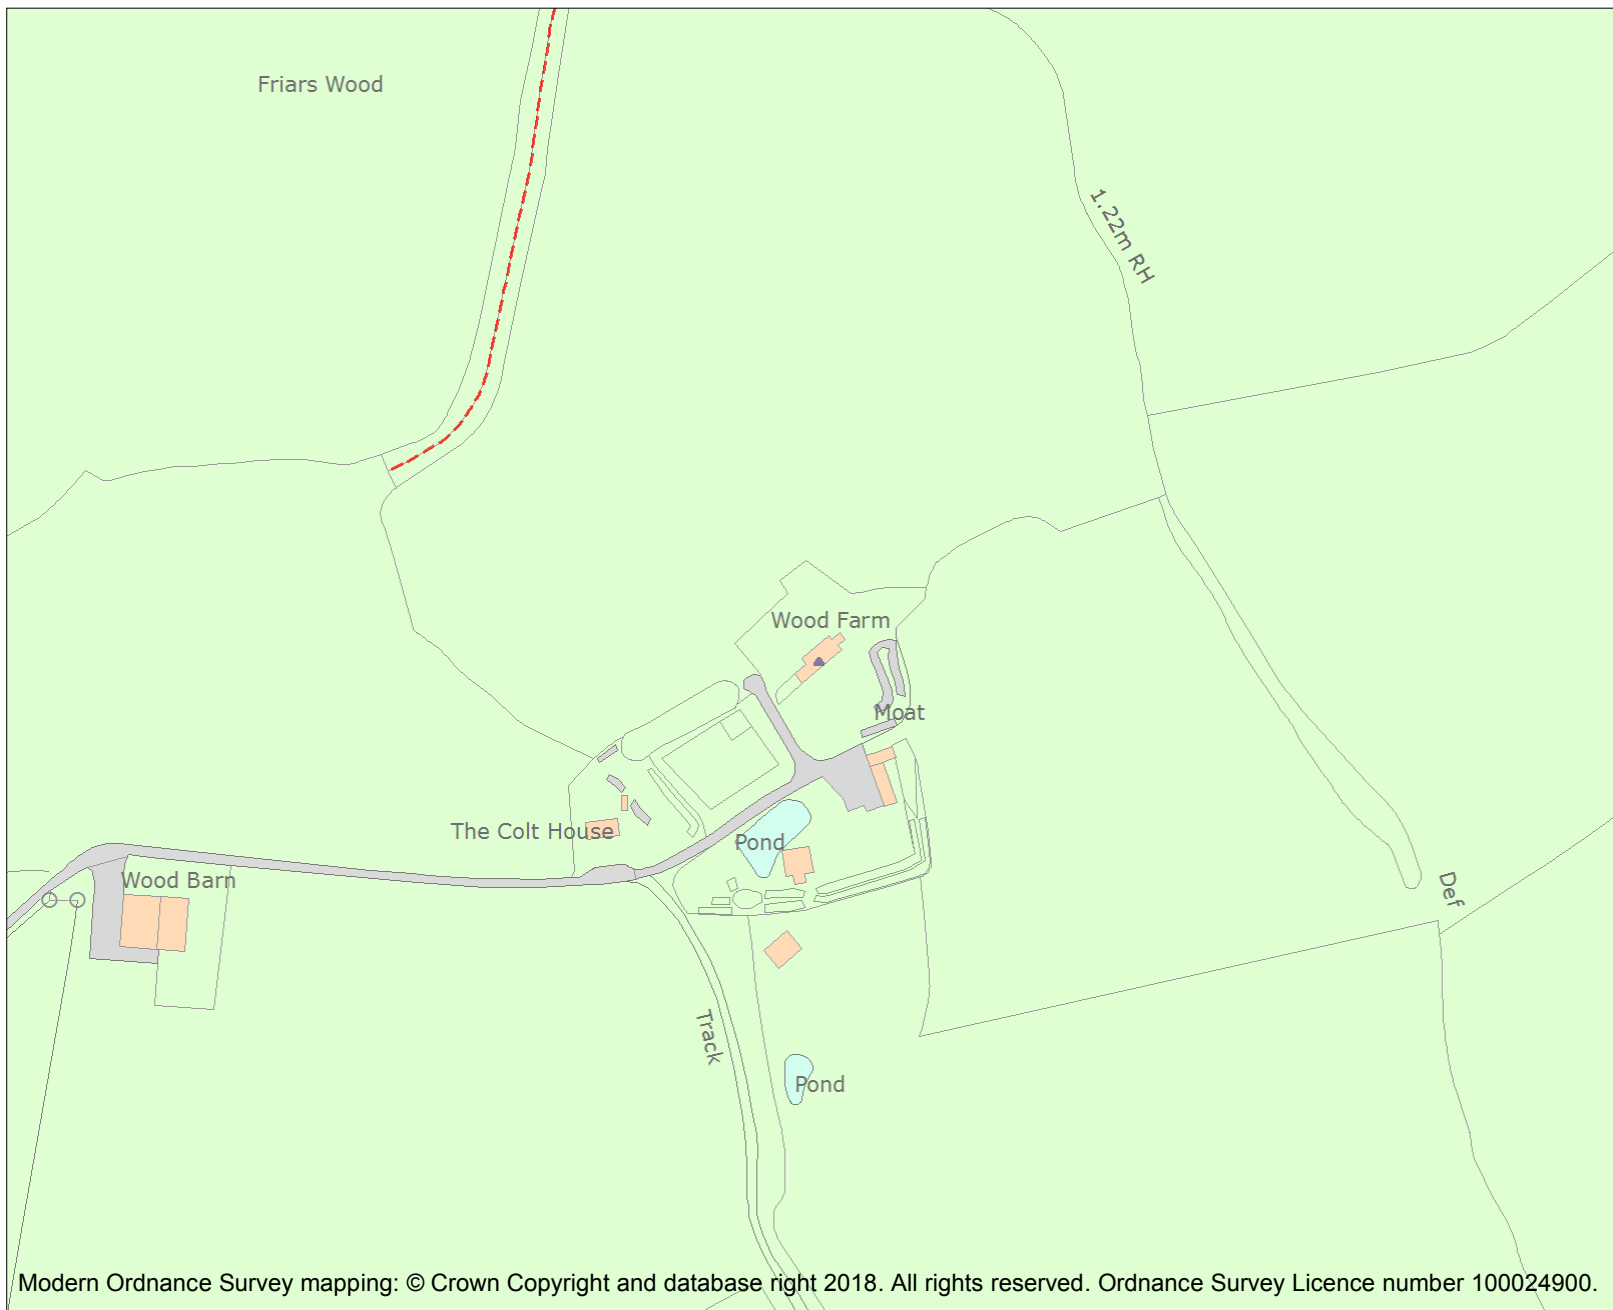 Friars Wood
1.22m RH
Wood Farm
Moat
The Colt House
Pond
Wood Barn
Def
Track
Pond
Modern Ordnance Survey mapping: © Crown Copyright and database right 2018. All rights reserved. Ordnance Survey Licence number 100024900.